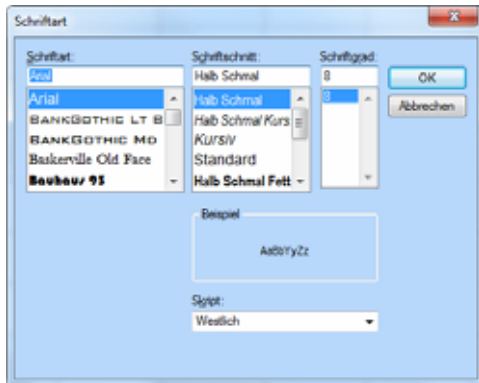 Schriftart
Schriftart: Schriftschnitt: Schriftgrad:
Arial Halb Schmal 8 OK
Arial Halb Schmal 8 Abbrechen
BankGothic Lt B Halb Schmal Kurs
BankGothic Md Kursiv
Baskerville Old Face Standard
Bauhaus 93 Halb Schmal Fett
Beispiel
AaBbYyZz
Skript:
Westlich